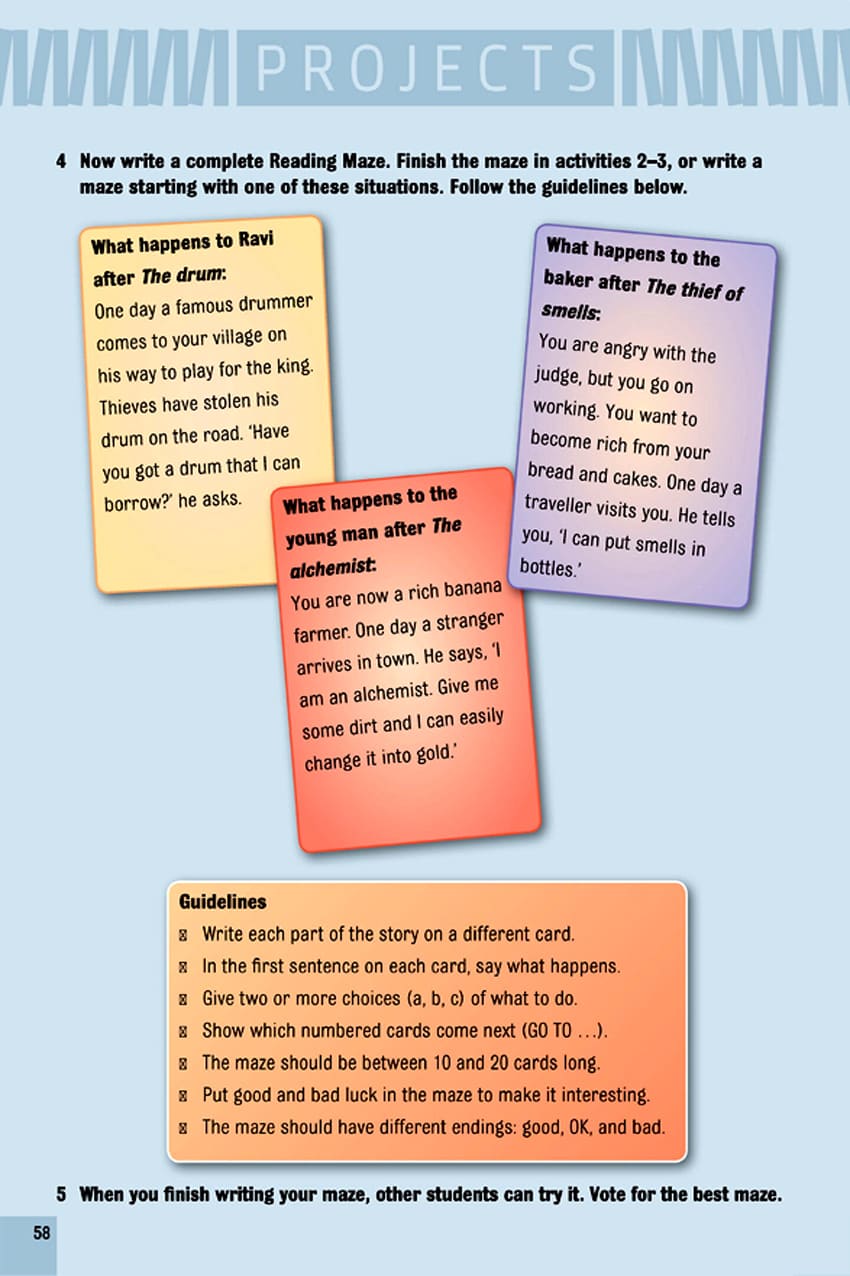 PROJECTS
4 Now write a complete Reading Maze. Finish the maze in activities 2–3, or write a
maze starting with one of these situations. Follow the guidelines below.
What happens to Ravi
after The drum:
One day a famous drummer
comes to your village on
his way to play for the king.
Thieves have stolen his
drum on the road. ‘Have
you got a drum that I can
borrow?’ he asks.
What happens to the
young man after The
alchemist:
You are now a rich banana
farmer. One day a stranger
arrives in town. He says, ‘I
am an alchemist. Give me
some dirt and I can easily
change it into gold.’
What happens to the
baker after The thief of
smells:
You are angry with the
judge, but you go on
working. You want to
become rich from your
bread and cakes. One day a
traveller visits you. He tells
you, ‘I can put smells in
bottles.’
Guidelines
Write each part of the story on a different card.
In the first sentence on each card, say what happens.
Give two or more choices (a, b, c) of what to do.
Show which numbered cards come next (GO TO ...).
The maze should be between 10 and 20 cards long.
Put good and bad luck in the maze to make it interesting.
The maze should have different endings: good, OK, and bad.
5 When you finish writing your maze, other students can try it. Vote for the best maze.
58